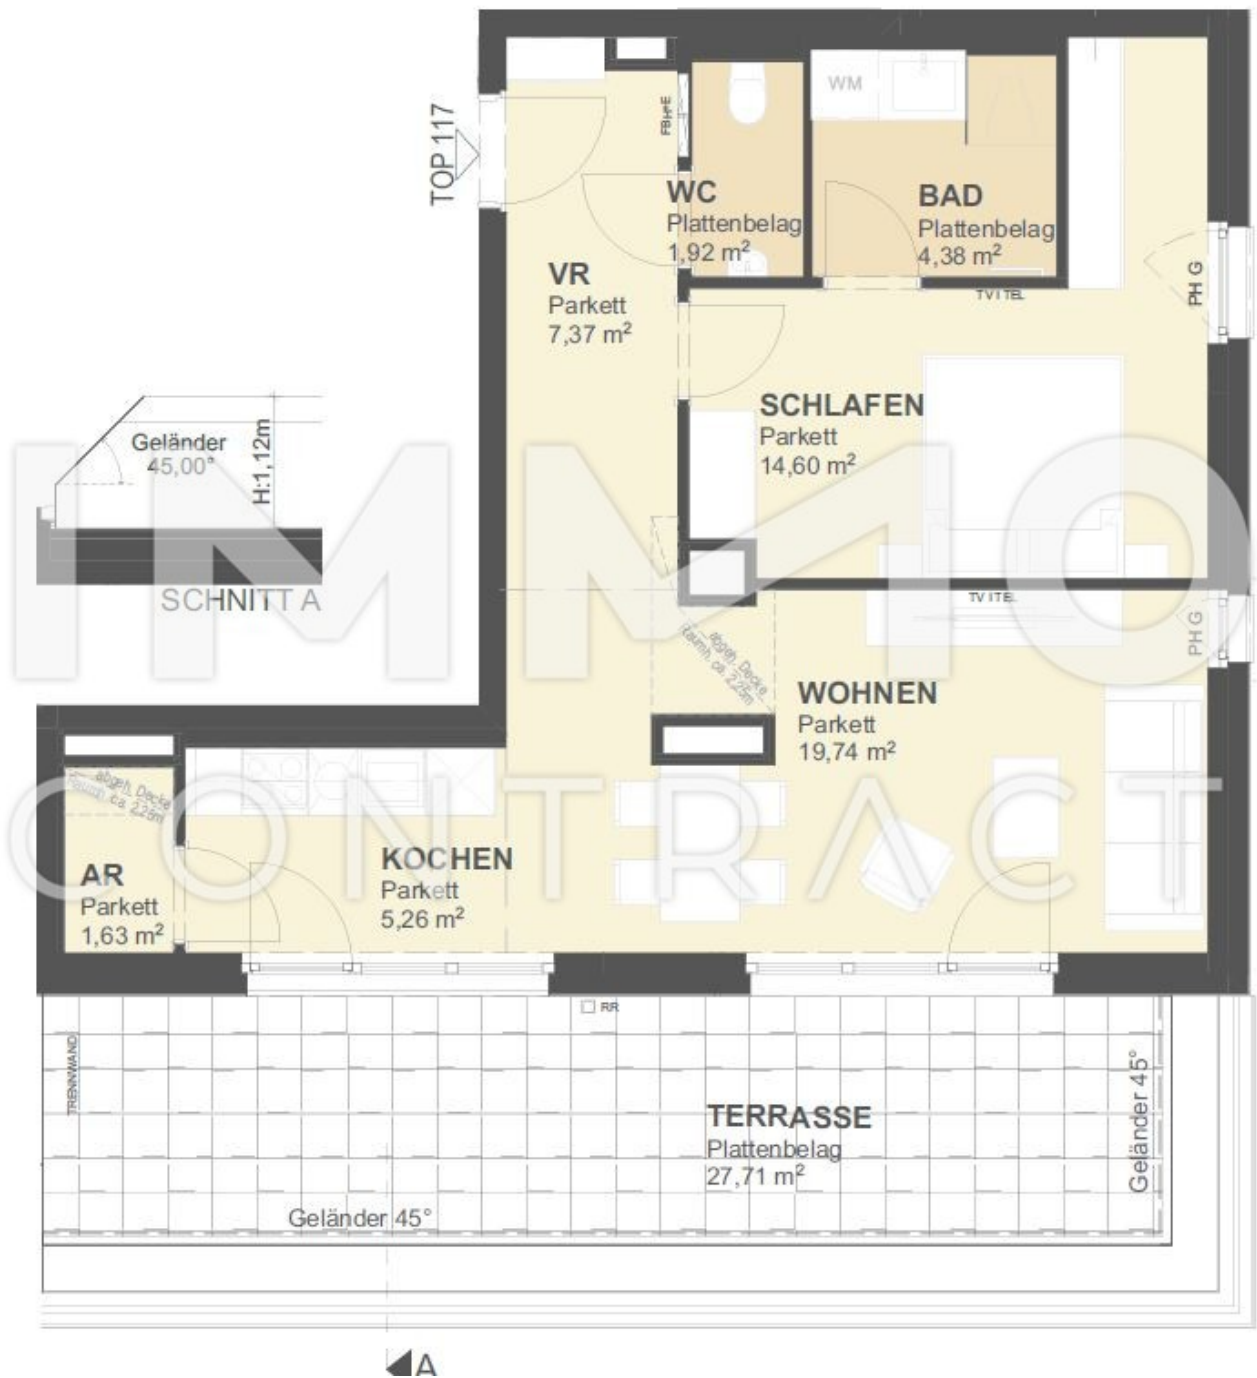 TOP 117
FBH+E
WM
WC
Plattenbelag
1,92 m²
BAD
Plattenbelag
4,38 m²
VR
Parkett
7,37 m²
TV I TEL
PH G
SCHLAFEN
Parkett
14,60 m²
Geländer
45,00°
H:1,12m
SCHNITT A
IMMO
CONTRACT
TV I TEL
PH G
abgeh. Decke
Raumh. ca. 2,25m
WOHNEN
Parkett
19,74 m²
abgeh. Decke
Raumh. ca. 2,25m
AR
Parkett
1,63 m²
KOCHEN
Parkett
5,26 m²
RR
TRENNWAND
TERRASSE
Plattenbelag
27,71 m²
Geländer 45°
Geländer 45°
A